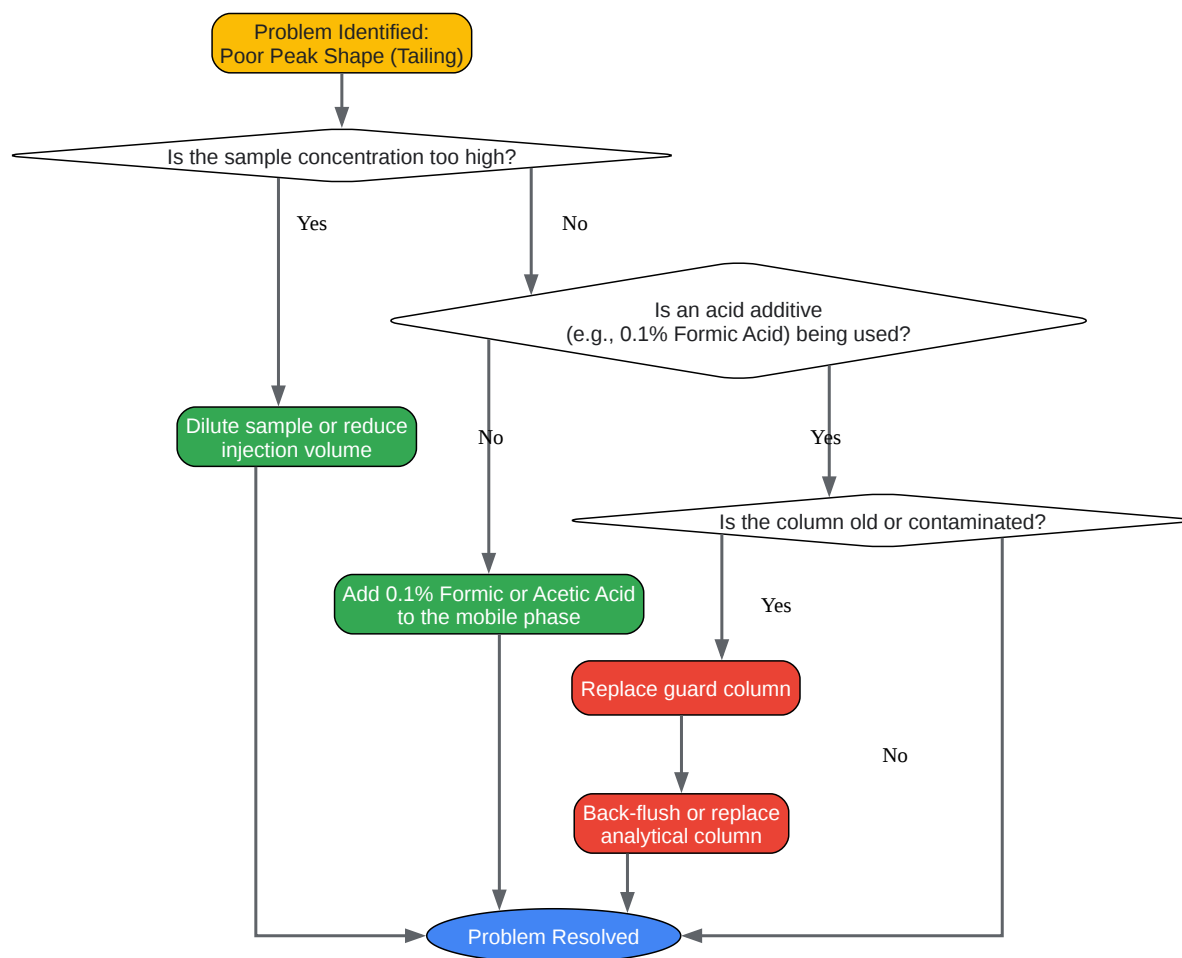 Problem Identified:
Poor Peak Shape (Tailing)
Is the sample concentration too high?
Yes
No
Is an acid additive
(e.g., 0.1% Formic Acid) being used?
Dilute sample or reduce
injection volume
No
Yes
Is the column old or contaminated?
Add 0.1% Formic or Acetic Acid
to the mobile phase
Yes
Replace guard column
No
Back-flush or replace
analytical column
Problem Resolved